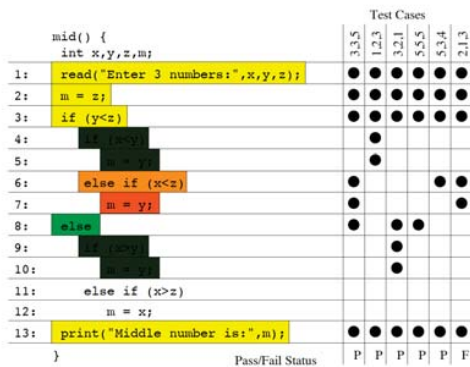 Test Cases
3,3,5 1,2,3 3,2,1 5,5,5 5,3,4 2,1,3
mid() {
int x,y,z,m;
1: read("Enter 3 numbers:",x,y,z);
2: m = z;
3: if (y<z)
4: if (x<y)
5: m = y;
6: else if (x<z)
7: m = y;
8: else
9: if (x>y)
10: m = y;
11: else if (x>z)
12: m = x;
13: print("Middle number is:",m);
} Pass/Fail Status P P P P P F